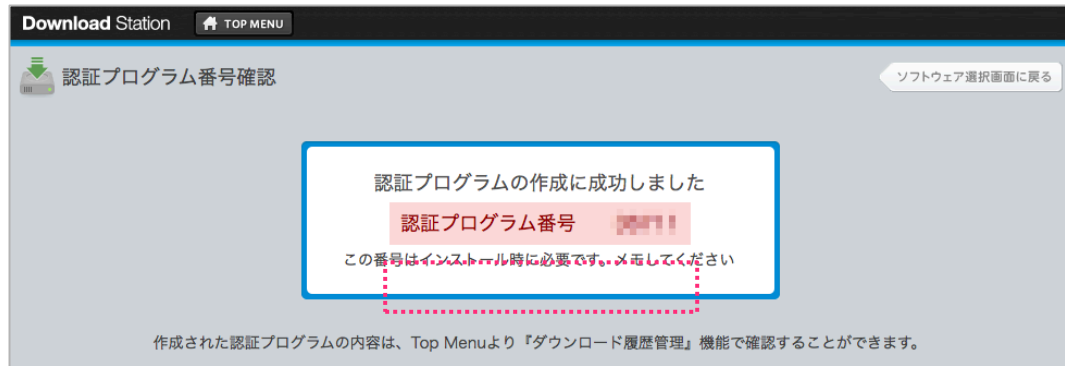 Download Station TOP MENU
認証プログラム番号確認
ソフトウェア選択画面に戻る
認証プログラムの作成に成功しました
認証プログラム番号
この番号はインストール時に必要です。メモしてください
作成された認証プログラムの内容は、Top Menuより『ダウンロード履歴管理』機能で確認することができます。